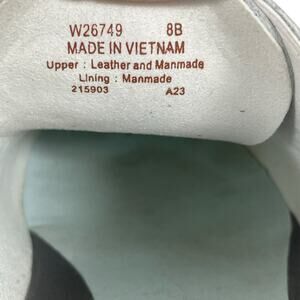 W26749 8B
MADE IN VIETNAM
Upper : Leather and Manmade
Lining : Manmade
215903 A23